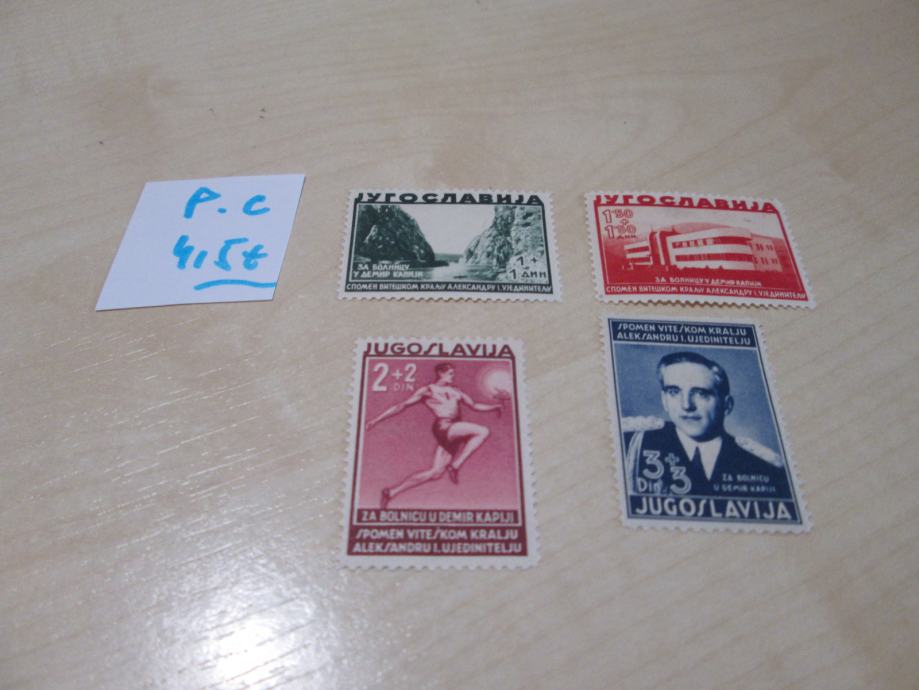 P.C
4,5€
ЈУГОСЛАВИЈА
1+
1 ДИН
ЗА БОЛНИЦУ
У ДЕМИР КАПИЈИ
СПОМЕН ВИТЕШКОМ КРАЉУ АЛЕКСАНДРУ I. УЈЕДИНИТЕЉУ
ЈУГОСЛАВИЈА
1'50
+
1'50
ДИН
ЗА БОЛНИЦУ У ДЕМИР КАПИЈИ
СПОМЕН ВИТЕШКОМ КРАЉУ АЛЕКСАНДРУ I. УЈЕДИНИТЕЉУ
JUGOSLAVIJA
2+2
DIN
ZA BOLNICU U DEMIR KAPIJI
SPOMEN VITEŠKOM KRALJU
ALEKSANDRU I. UJEDINITELJU
SPOMEN VITEŠKOM KRALJU
ALEKSANDRU I. UJEDINITELJU
3+3
Din.
ZA BOLNICU
U DEMIR KAPIJI
JUGOSLAVIJA